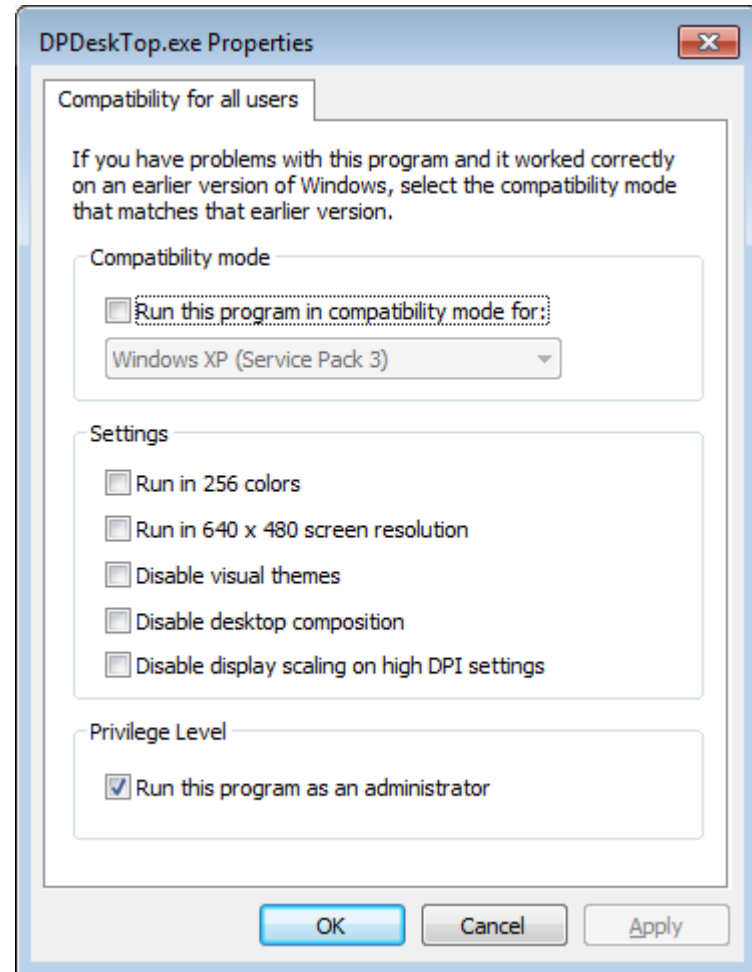 DPDeskTop.exe Properties
Compatibility for all users
If you have problems with this program and it worked correctly
on an earlier version of Windows, select the compatibility mode
that matches that earlier version.
Compatibility mode
Run this program in compatibility mode for:
Windows XP (Service Pack 3)
Settings
Run in 256 colors
Run in 640 x 480 screen resolution
Disable visual themes
Disable desktop composition
Disable display scaling on high DPI settings
Privilege Level
Run this program as an administrator
OK Cancel Apply